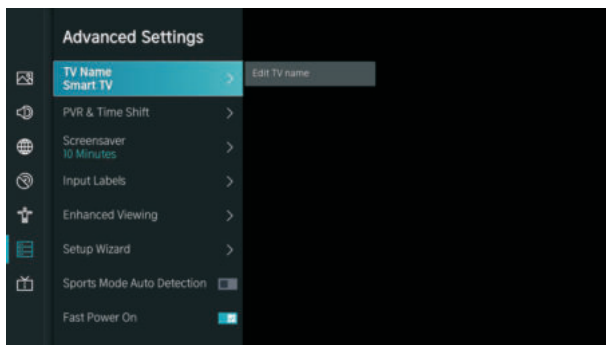 Advanced Settings
TV Name
Smart TV
Edit TV name
PVR & Time Shift
Screensaver
10 Minutes
Input Labels
Enhanced Viewing
Setup Wizard
Sports Mode Auto Detection
Fast Power On